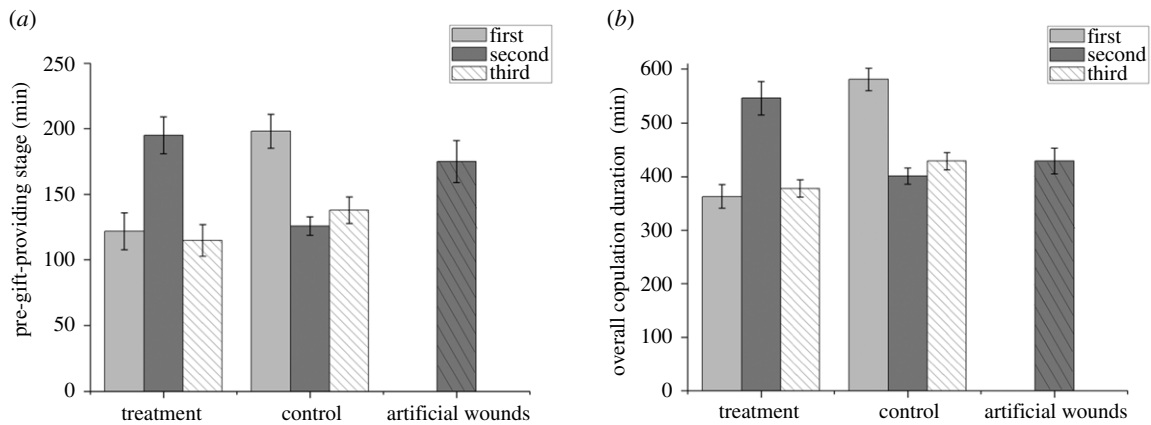 (a)
first
second
third
pre-gift-providing stage (min)
250
200
150
100
50
0
treatment control artificial wounds
(b)
first
second
third
overall copulation duration (min)
600
500
400
300
200
100
0
treatment control artificial wounds